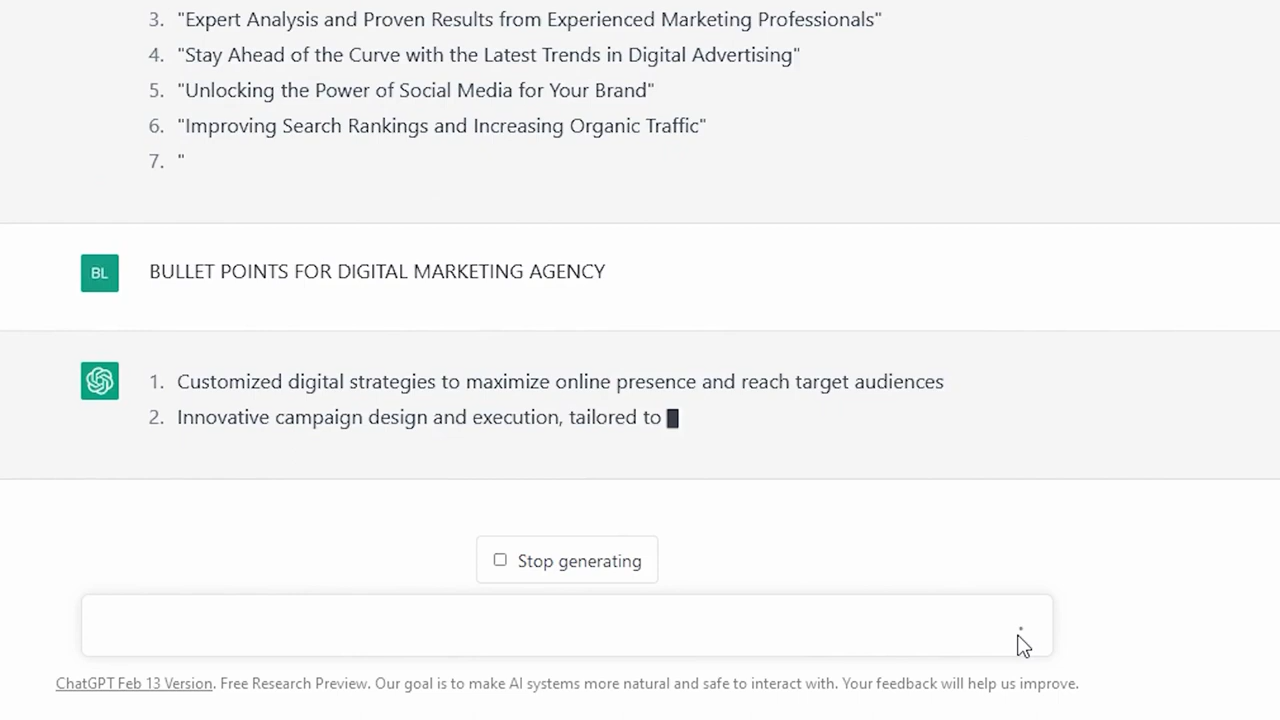 3. "Expert Analysis and Proven Results from Experienced Marketing Professionals"
4. "Stay Ahead of the Curve with the Latest Trends in Digital Advertising"
5. "Unlocking the Power of Social Media for Your Brand"
6. "Improving Search Rankings and Increasing Organic Traffic"
7. "
BL BULLET POINTS FOR DIGITAL MARKETING AGENCY
1. Customized digital strategies to maximize online presence and reach target audiences
2. Innovative campaign design and execution, tailored to
Stop generating
ChatGPT Feb 13 Version. Free Research Preview. Our goal is to make AI systems more natural and safe to interact with. Your feedback will help us improve.